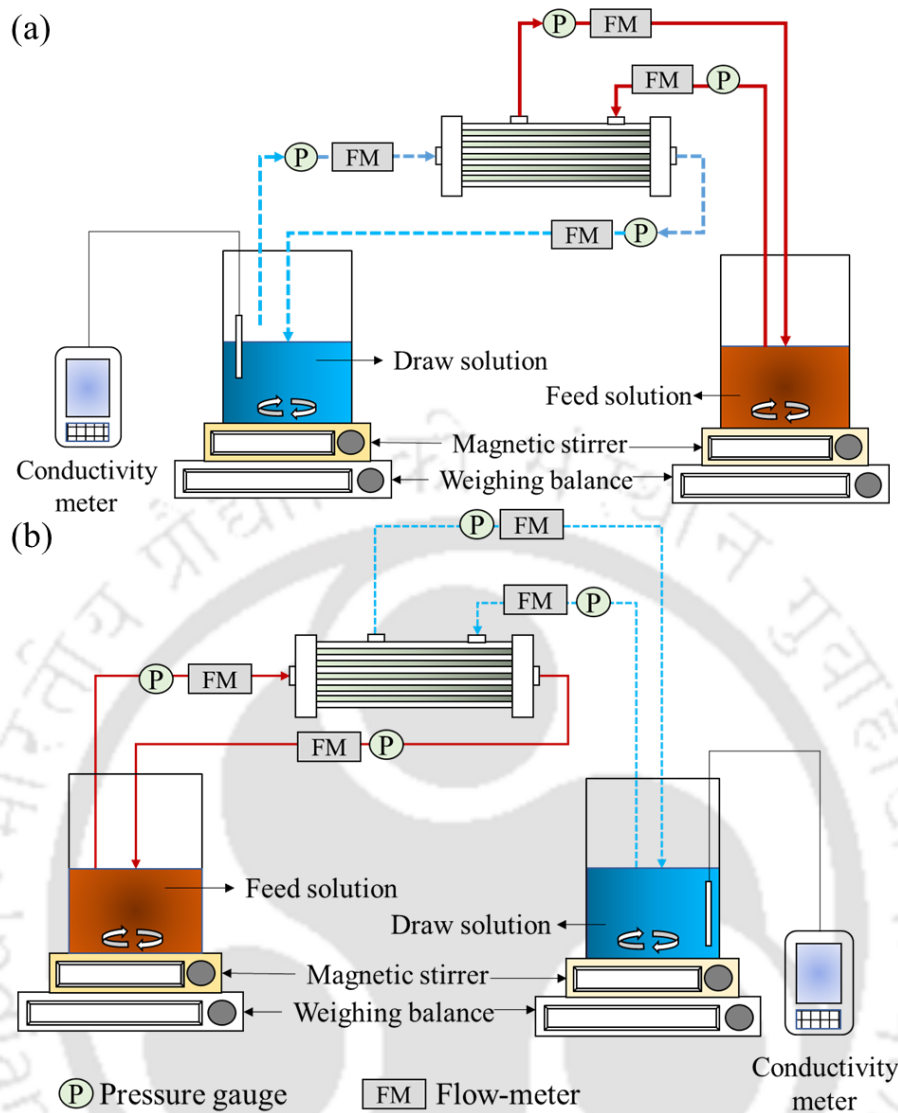 (a)
P FM
FM P
P FM
FM P
Draw solution
Feed solution
Magnetic stirrer
Weighing balance
Conductivity
meter
(b)
P FM
FM P
P FM
FM P
Feed solution
Draw solution
Magnetic stirrer
Weighing balance
Conductivity
meter
P Pressure gauge FM Flow-meter